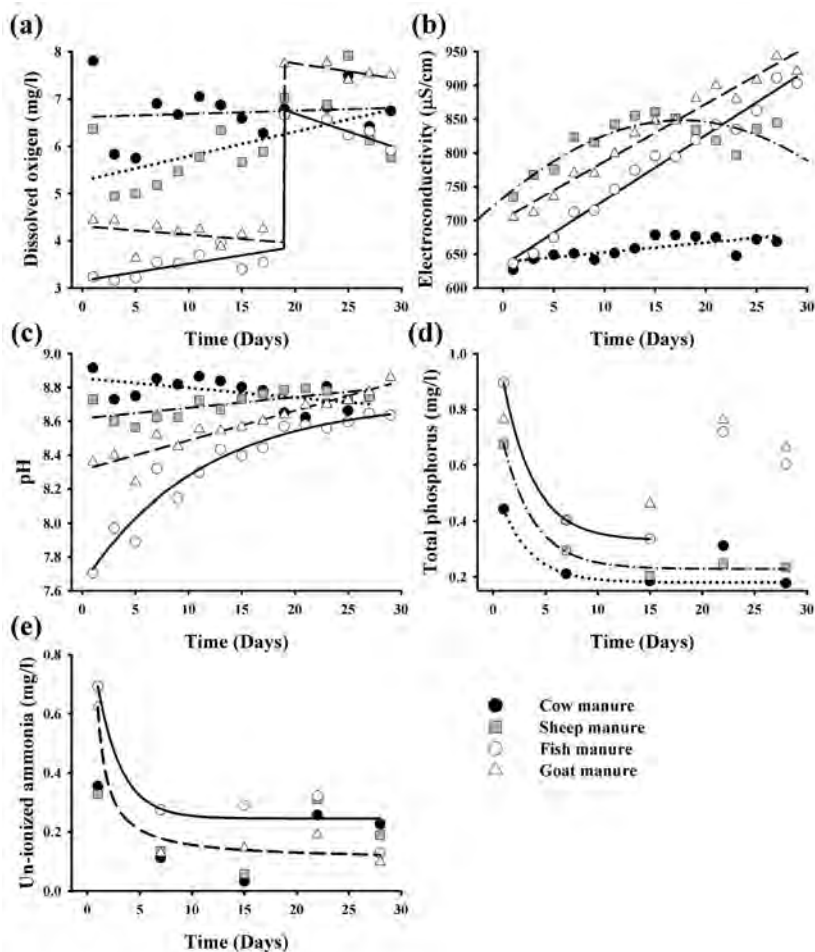 (a)
Dissolved oxigen (mg/l)
8
7
6
5
4
3
0 5 10 15 20 25 30
Time (Days)
(b)
Electroconductivity (µS/cm)
950
900
850
800
750
700
650
600
0 5 10 15 20 25 30
Time (Days)
(c)
pH
9.0
8.8
8.6
8.4
8.2
8.0
7.8
7.6
0 5 10 15 20 25 30
Time (Days)
(d)
Total phosphorus (mg/l)
1.0
0.8
0.6
0.4
0.2
0 5 10 15 20 25 30
Time (Days)
(e)
Un-ionized ammonia (mg/l)
0.8
0.6
0.4
0.2
0.0
0 5 10 15 20 25 30
Time (Days)
Cow manure
Sheep manure
Fish manure
Goat manure